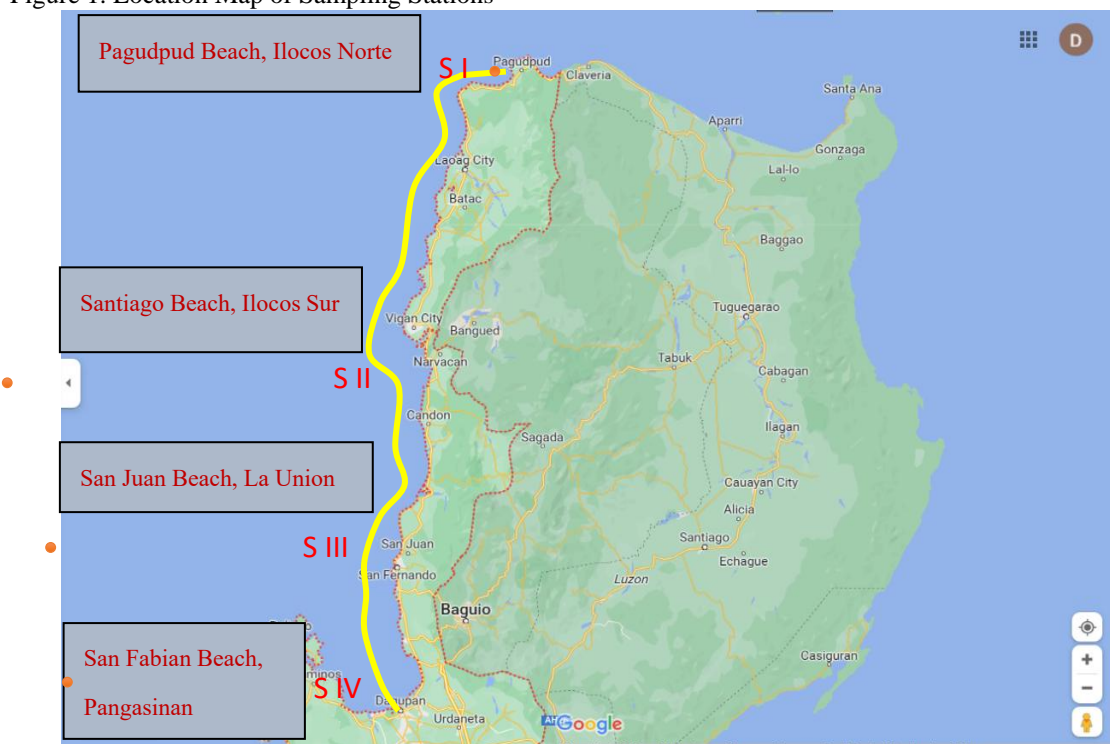 Figure 1. Location Map of Sampling Stations
Pagudpud Beach, Ilocos Norte
S I
Pagudpud
Claveria
Santa Ana
Aparri
Gonzaga
Laoag City
Lal-lo
Batac
Baggao
Santiago Beach, Ilocos Sur
Tuguegarao
Vigan City
Bangued
Narvacan
Tabuk
Cabagan
S II
Candon
Ilagan
Sagada
San Juan Beach, La Union
Cauayan City
Alicia
Santiago
San Juan
S III
Echague
San Fernando
Luzon
Baguio
San Fabian Beach,
Pangasinan
Casiguran
minos
S IV
Dagupan
Urdaneta
AH
Google
D